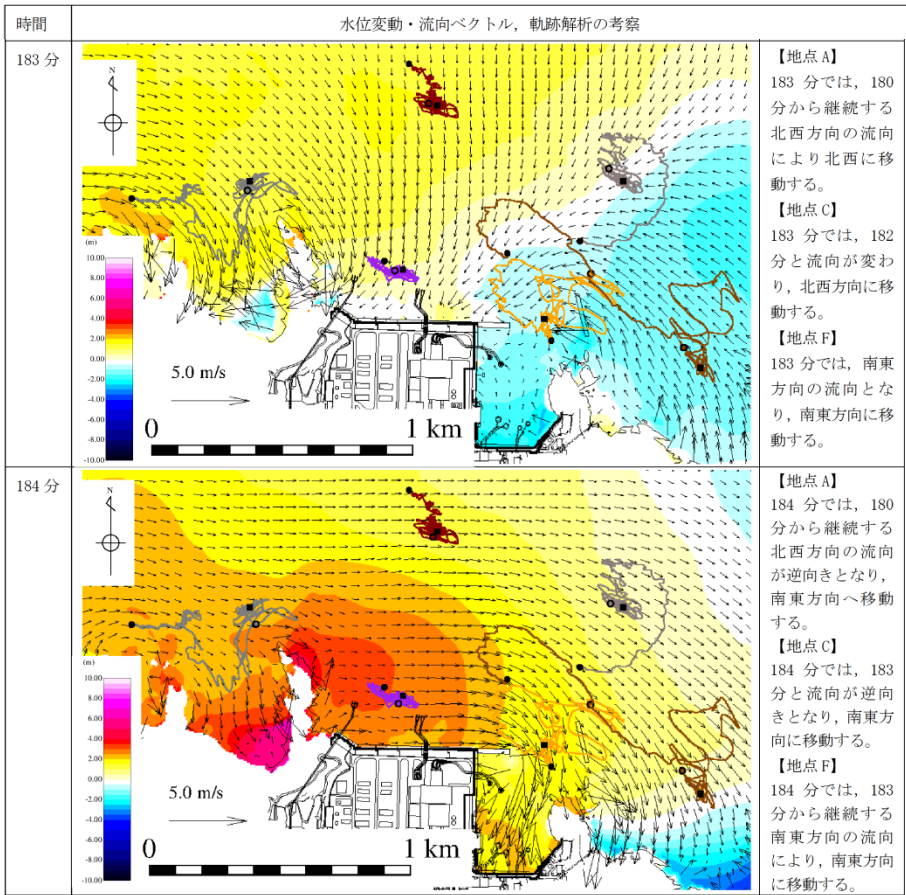 時間
水位変動・流向ベクトル，軌跡解析の考察
183 分
N
(m)
10.00
8.00
6.00
4.00
2.00
0.00
-2.00
-4.00
-6.00
-8.00
-10.00
5.0 m/s
0
1 km
【地点 A】
183 分では，180
分から継続する
北西方向の流向
により北西に移
動する。
【地点 C】
183 分では，182
分と流向が変わ
り，北西方向に移
動する。
【地点 F】
183 分では，南東
方向の流向とな
り，南東方向に移
動する。
184 分
N
(m)
10.00
8.00
6.00
4.00
2.00
0.00
-2.00
-4.00
-6.00
-8.00
-10.00
5.0 m/s
0
1 km
【地点 A】
184 分では，180
分から継続する
北西方向の流向
が逆向きとなり，
南東方向へ移動
する。
【地点 C】
184 分では，183
分と流向が逆向
きとなり，南東方
向に移動する。
【地点 F】
184 分では，183
分から継続する
南東方向の流向
により，南東方向
に移動する。